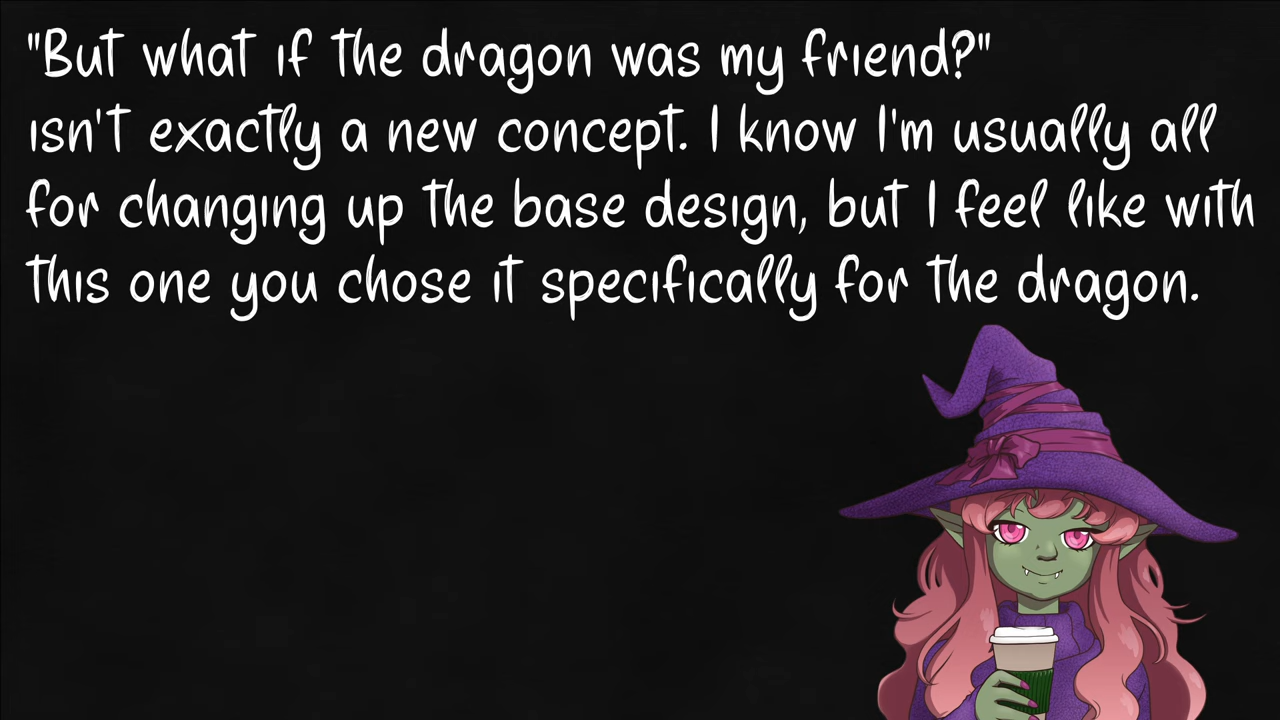 "But what if the dragon was my friend?"
isn't exactly a new concept. I know I'm usually all
for changing up the base design, but I feel like with
this one you chose it specifically for the dragon.